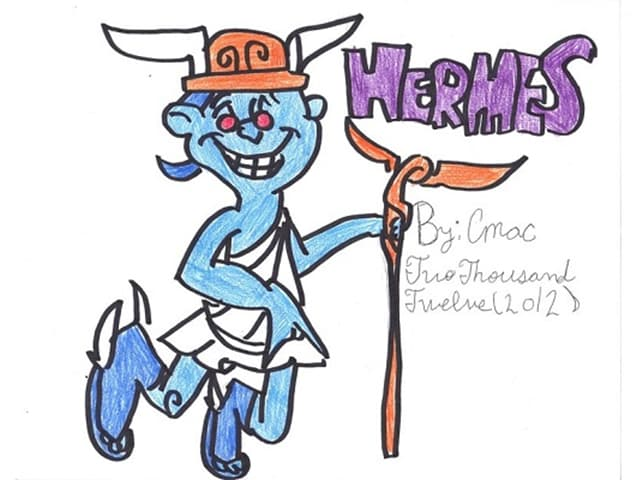 HERMES
By: Cmac
Two Thousand
Twelve (2012)